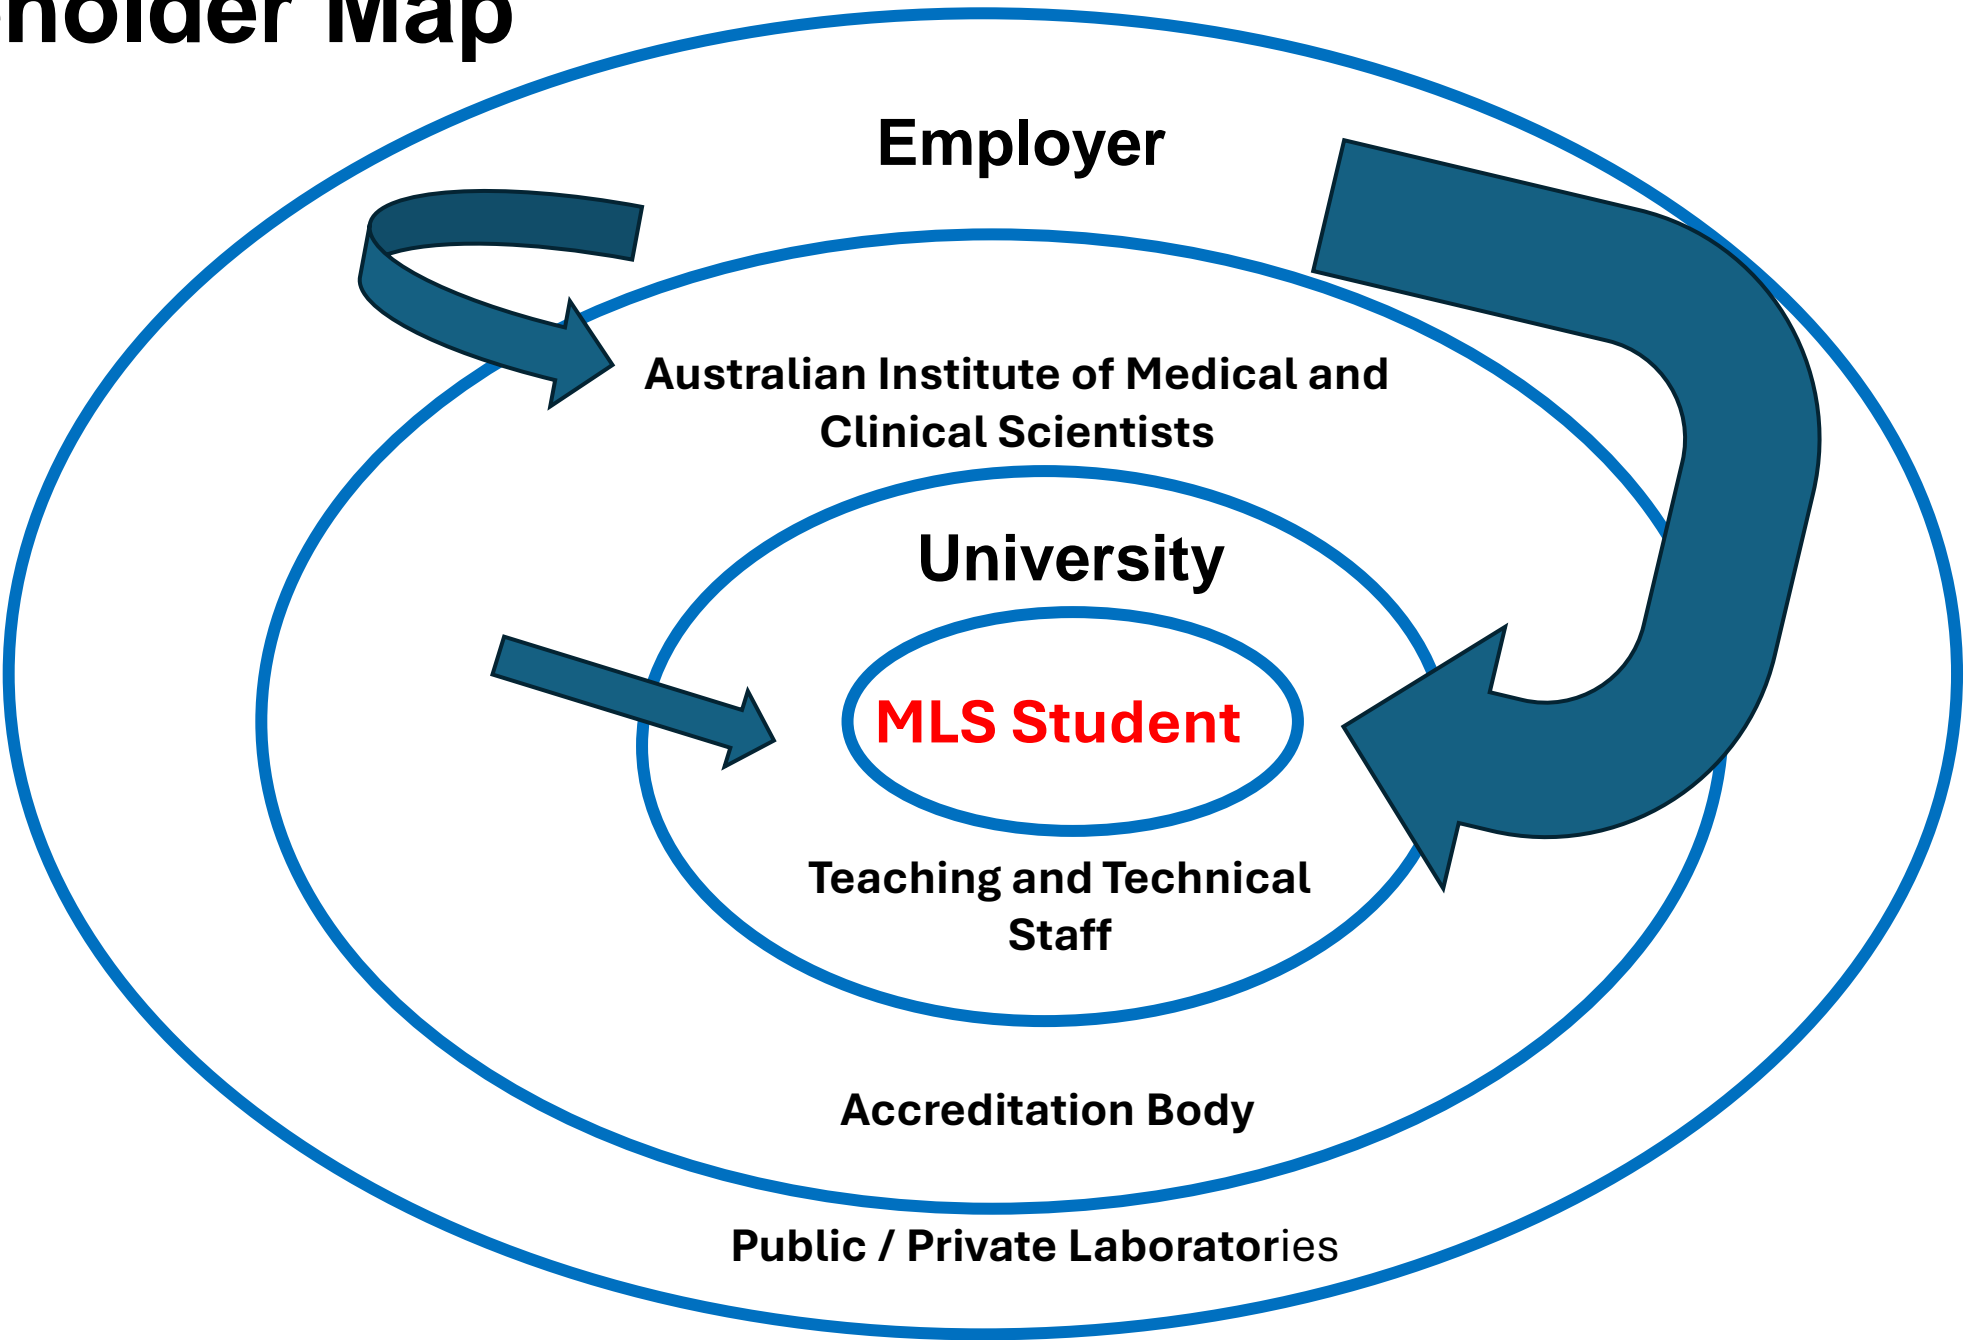 holder Map
Employer
Australian Institute of Medical and
Clinical Scientists
University
MLS Student
Teaching and Technical
Staff
Accreditation Body
Public / Private Laboratories